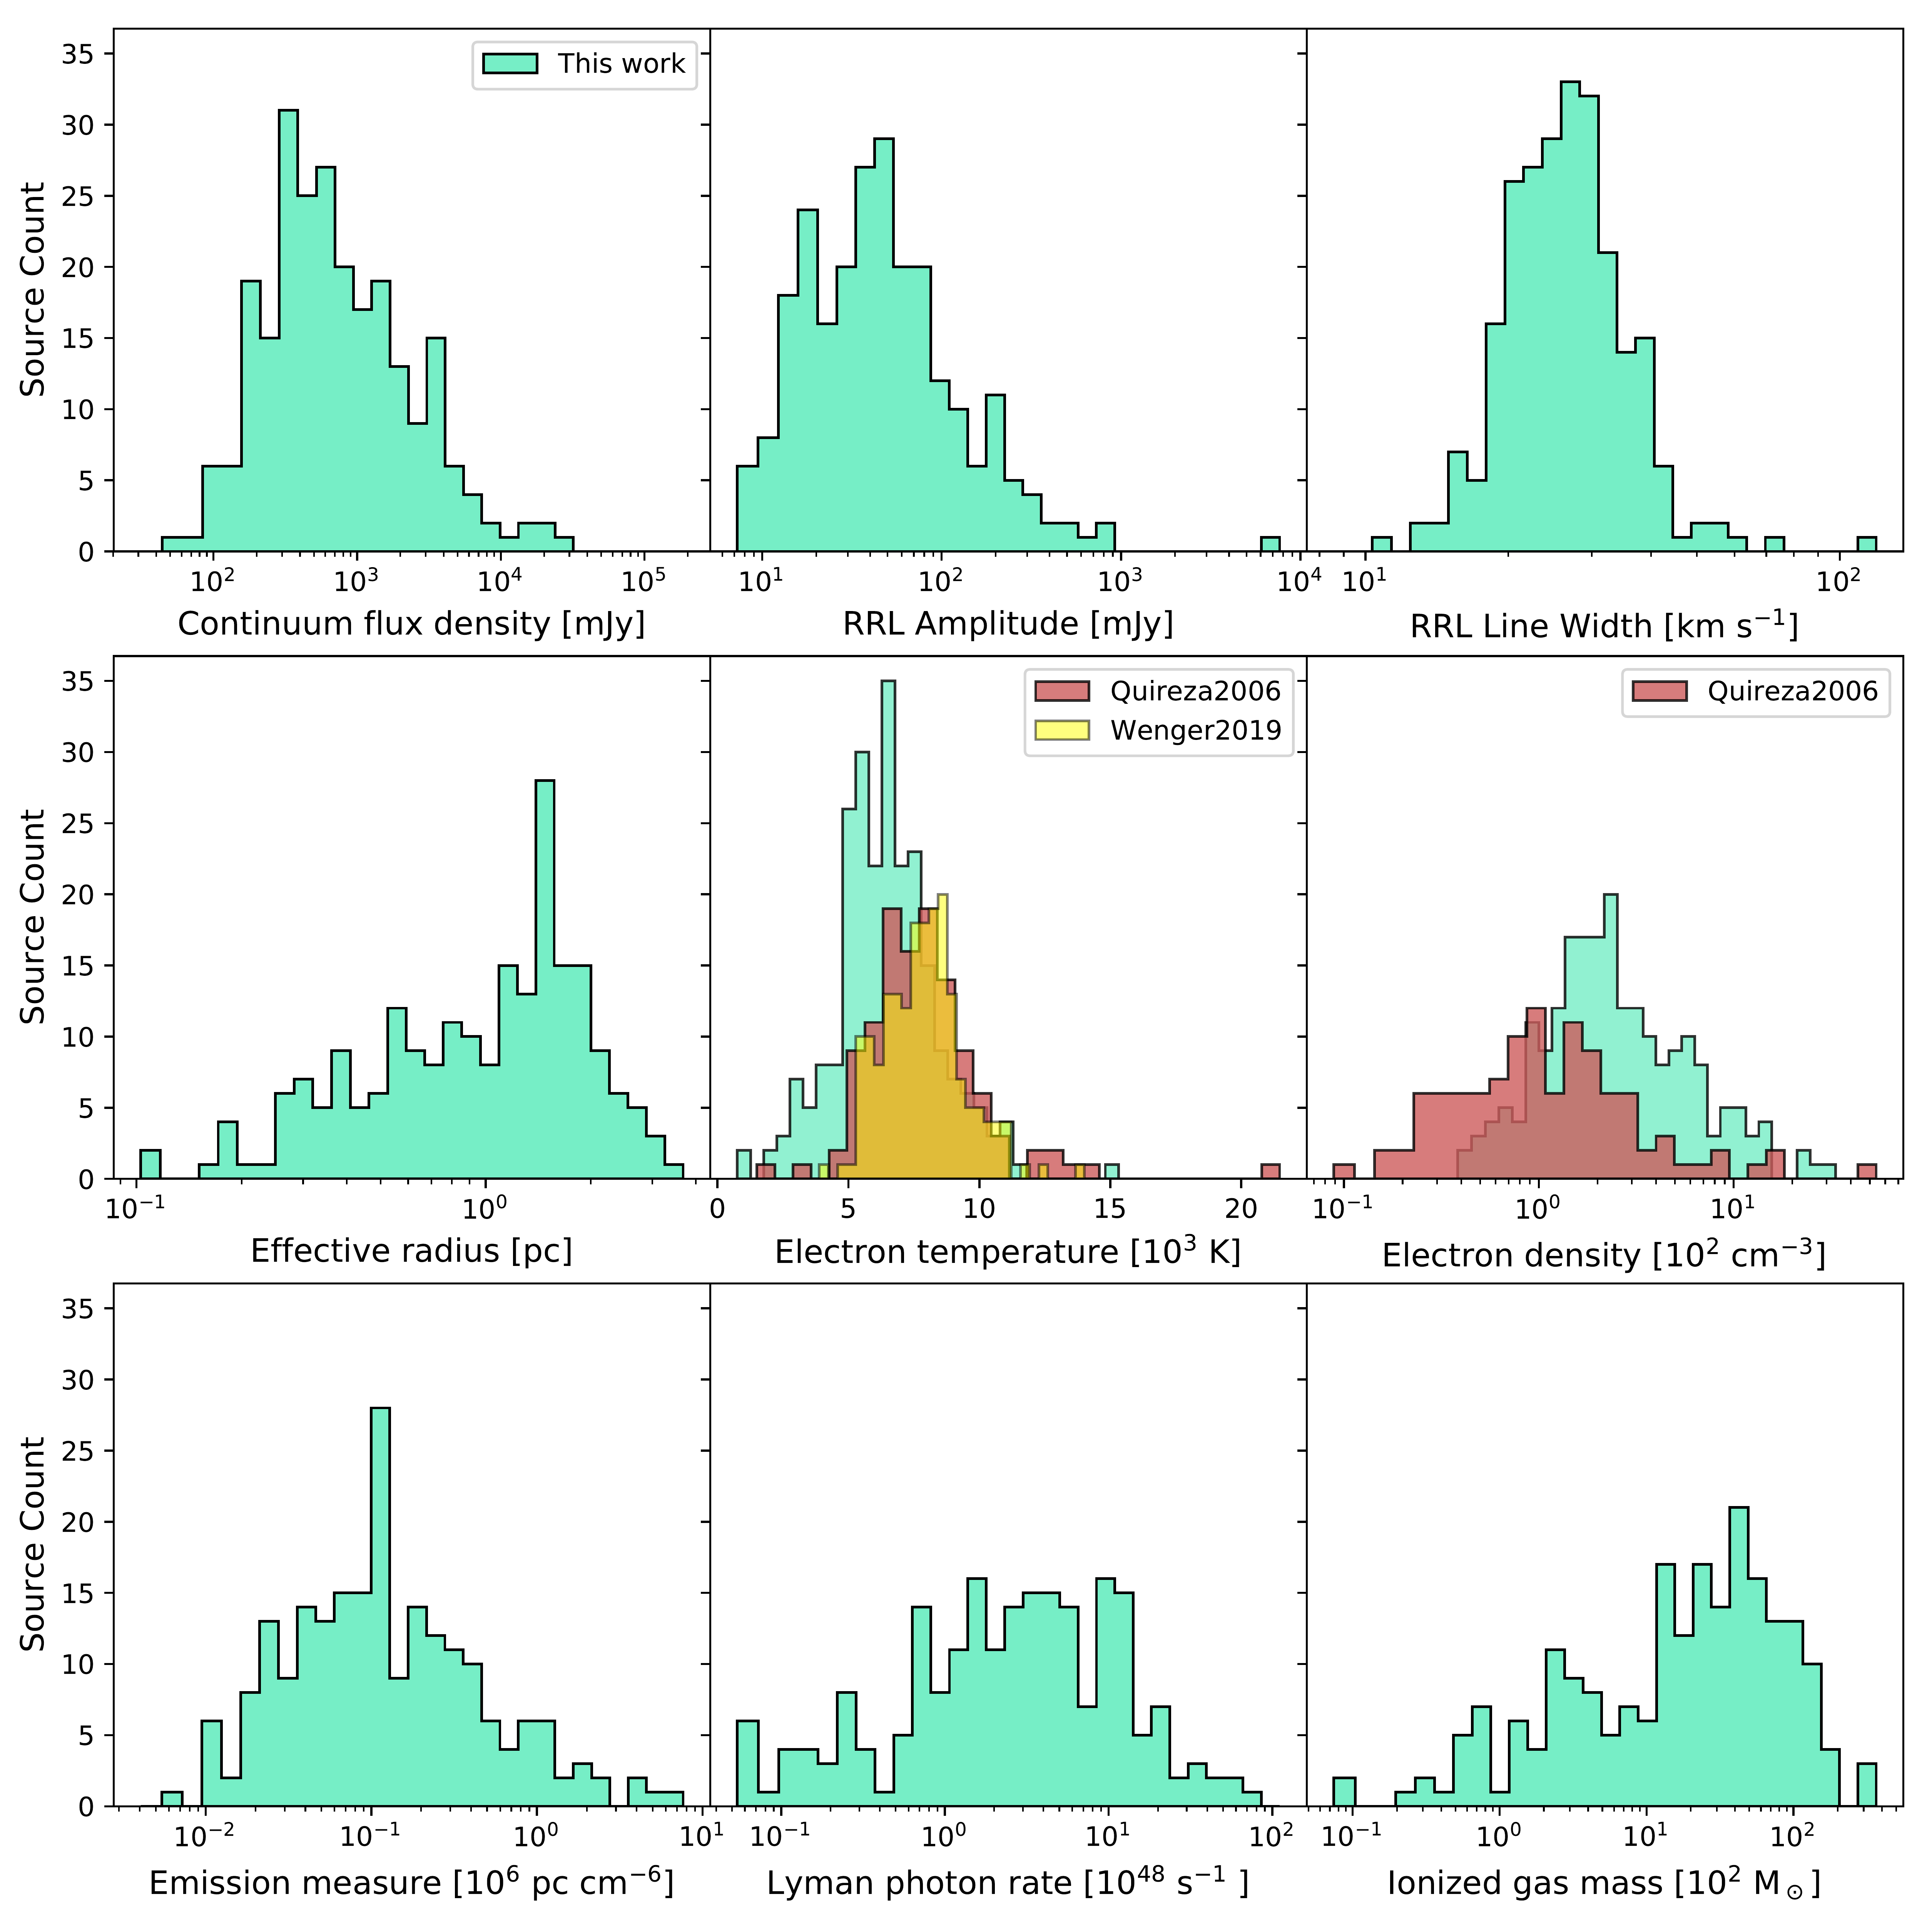 This work
35
30
25
20
15
10
5
0
Source Count
10² 10³ 10⁴ 10⁵
10¹ 10² 10³ 10⁴
10¹ 10²
Continuum flux density [mJy]
RRL Amplitude [mJy]
RRL Line Width [km s⁻¹]
Quireza2006
Wenger2019
Quireza2006
35
30
25
20
15
10
5
0
Source Count
10⁻¹ 10⁰
0 5 10 15 20
10⁻¹ 10⁰ 10¹
Effective radius [pc]
Electron temperature [10³ K]
Electron density [10² cm⁻³]
35
30
25
20
15
10
5
0
Source Count
10⁻² 10⁻¹ 10⁰ 10¹
10⁻¹ 10⁰ 10¹ 10²
10⁻¹ 10⁰ 10¹ 10²
Emission measure [10⁶ pc cm⁻⁶]
Lyman photon rate [10⁴⁸ s⁻¹ ]
Ionized gas mass [10² M⊙]